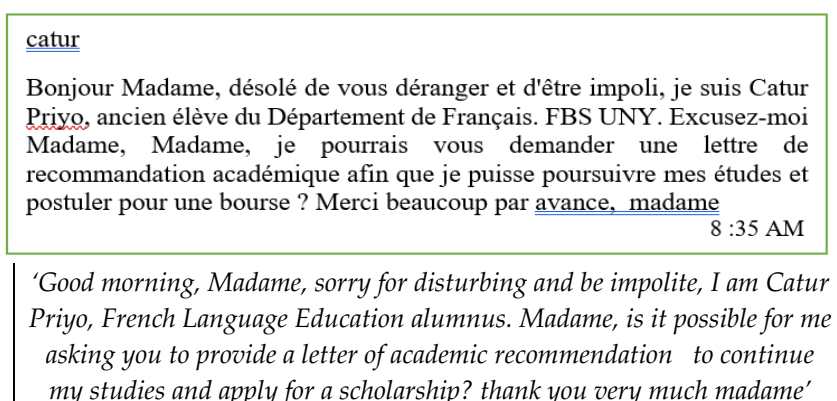 catur
Bonjour Madame, désolé de vous déranger et d'être impoli, je suis Catur
Priyo, ancien élève du Département de Français. FBS UNY. Excusez-moi
Madame, Madame, je pourrais vous demander une lettre de
recommandation académique afin que je puisse poursuivre mes études et
postuler pour une bourse ? Merci beaucoup par avance, madame
8 :35 AM
‘Good morning, Madame, sorry for disturbing and be impolite, I am Catur
Priyo, French Language Education alumnus. Madame, is it possible for me
asking you to provide a letter of academic recommendation to continue
my studies and apply for a scholarship? thank you very much madame’